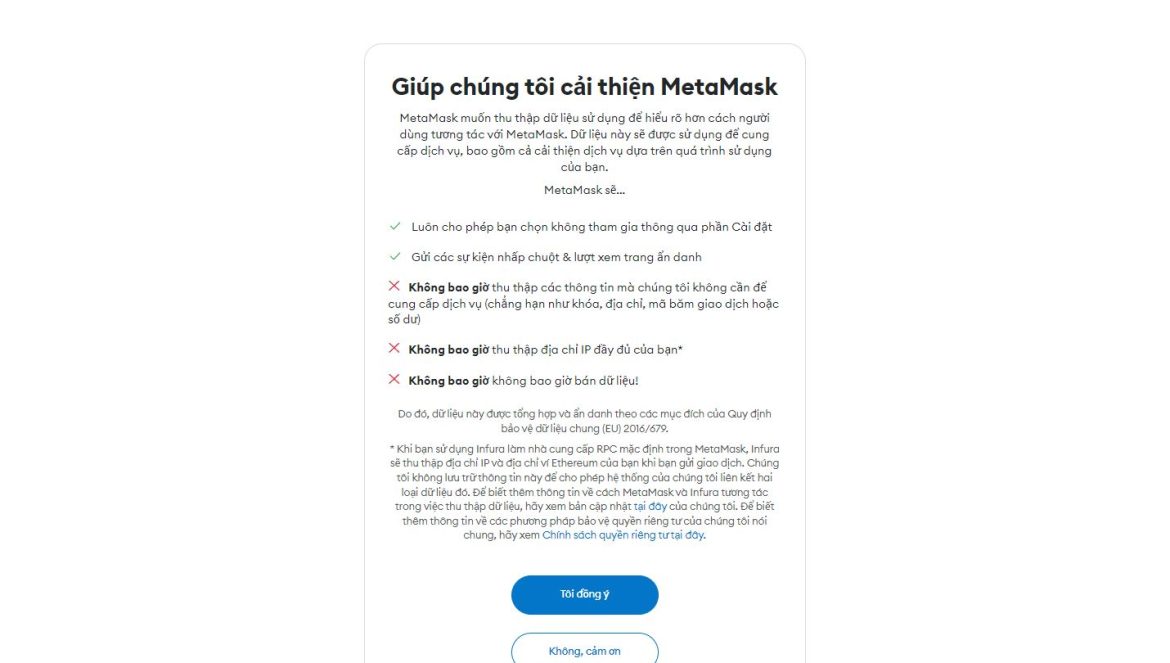 Giúp chúng tôi cải thiện MetaMask
MetaMask muốn thu thập dữ liệu sử dụng để hiểu rõ hơn cách người
dùng tương tác với MetaMask. Dữ liệu này sẽ được sử dụng để cung
cấp dịch vụ, bao gồm cả cải thiện dịch vụ dựa trên quá trình sử dụng
của bạn.
MetaMask sẽ...
Luôn cho phép bạn chọn không tham gia thông qua phần Cài đặt
Gửi các sự kiện nhấp chuột & lượt xem trang ẩn danh
Không bao giờ thu thập các thông tin mà chúng tôi không cần để
cung cấp dịch vụ (chẳng hạn như khóa, địa chỉ, mã băm giao dịch hoặc
số dư)
Không bao giờ thu thập địa chỉ IP đầy đủ của bạn*
Không bao giờ không bao giờ bán dữ liệu!
Do đó, dữ liệu này được tổng hợp và ẩn danh theo các mục đích của Quy định
bảo vệ dữ liệu chung (EU) 2016/679.
* Khi bạn sử dụng Infura làm nhà cung cấp RPC mặc định trong MetaMask, Infura
sẽ thu thập địa chỉ IP và địa chỉ ví Ethereum của bạn khi bạn gửi giao dịch. Chúng
tôi không lưu trữ thông tin này để cho phép hệ thống của chúng tôi liên kết hai
loại dữ liệu đó. Để biết thêm thông tin về cách MetaMask và Infura tương tác
trong việc thu thập dữ liệu, hãy xem bản cập nhật tại đây của chúng tôi. Để biết
thêm thông tin về các phương pháp bảo vệ quyền riêng tư của chúng tôi nói
chung, hãy xem Chính sách quyền riêng tư tại đây.
Tôi đồng ý
Không, cảm ơn